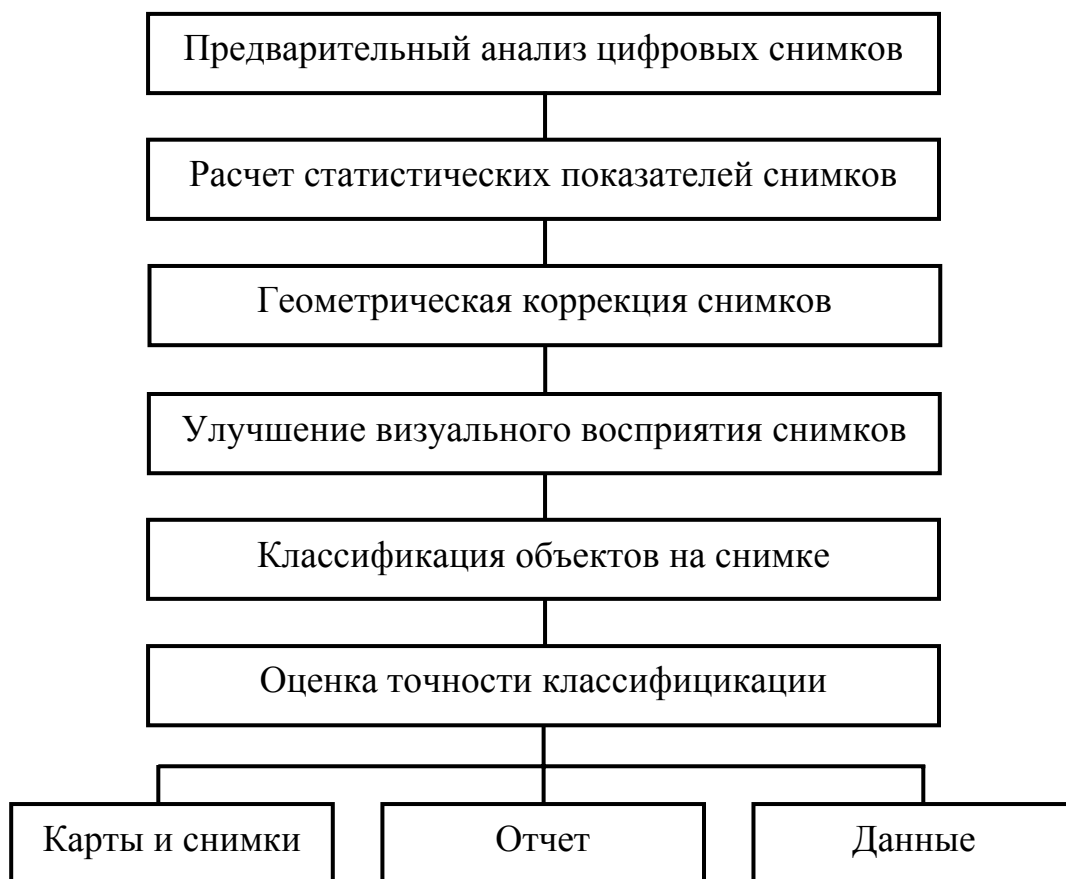 Предварительный анализ цифровых снимков
Расчет статистических показателей снимков
Геометрическая коррекция снимков
Улучшение визуального восприятия снимков
Классификация объектов на снимке
Оценка точности классифицикации
Карты и снимки
Отчет
Данные